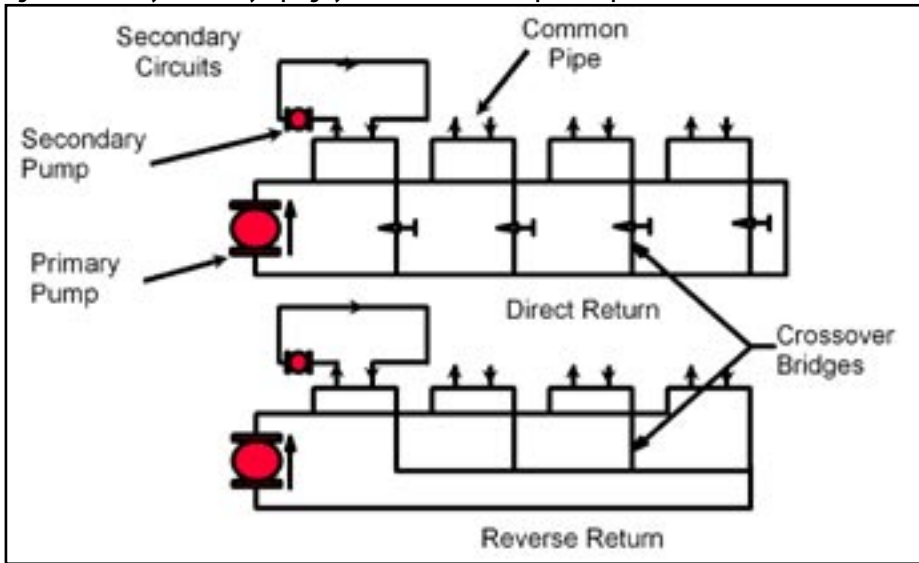 Secondary
Circuits
Common
Pipe
Secondary
Pump
Primary
Pump
Direct Return
Crossover
Bridges
Reverse Return